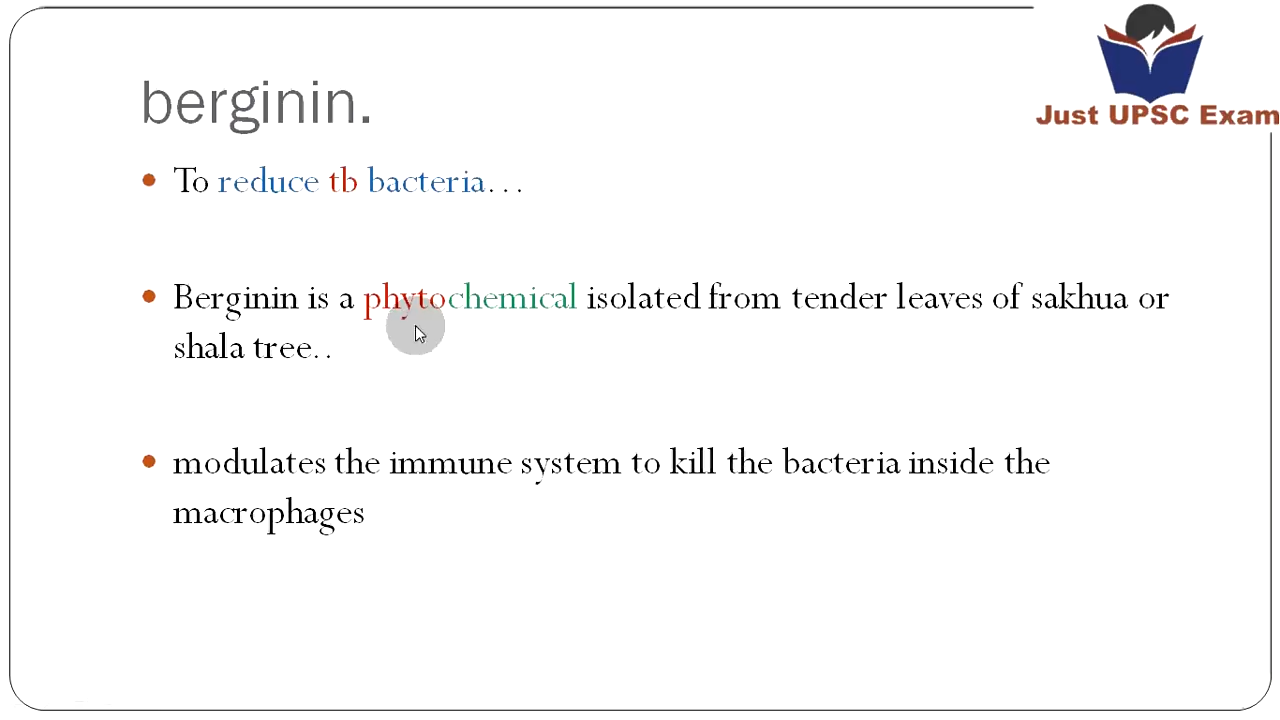 Just UPSC Exam
berginin.
• To reduce tb bacteria...
• Berginin is a phytochemical isolated from tender leaves of sakhua or
shala tree..
• modulates the immune system to kill the bacteria inside the
macrophages